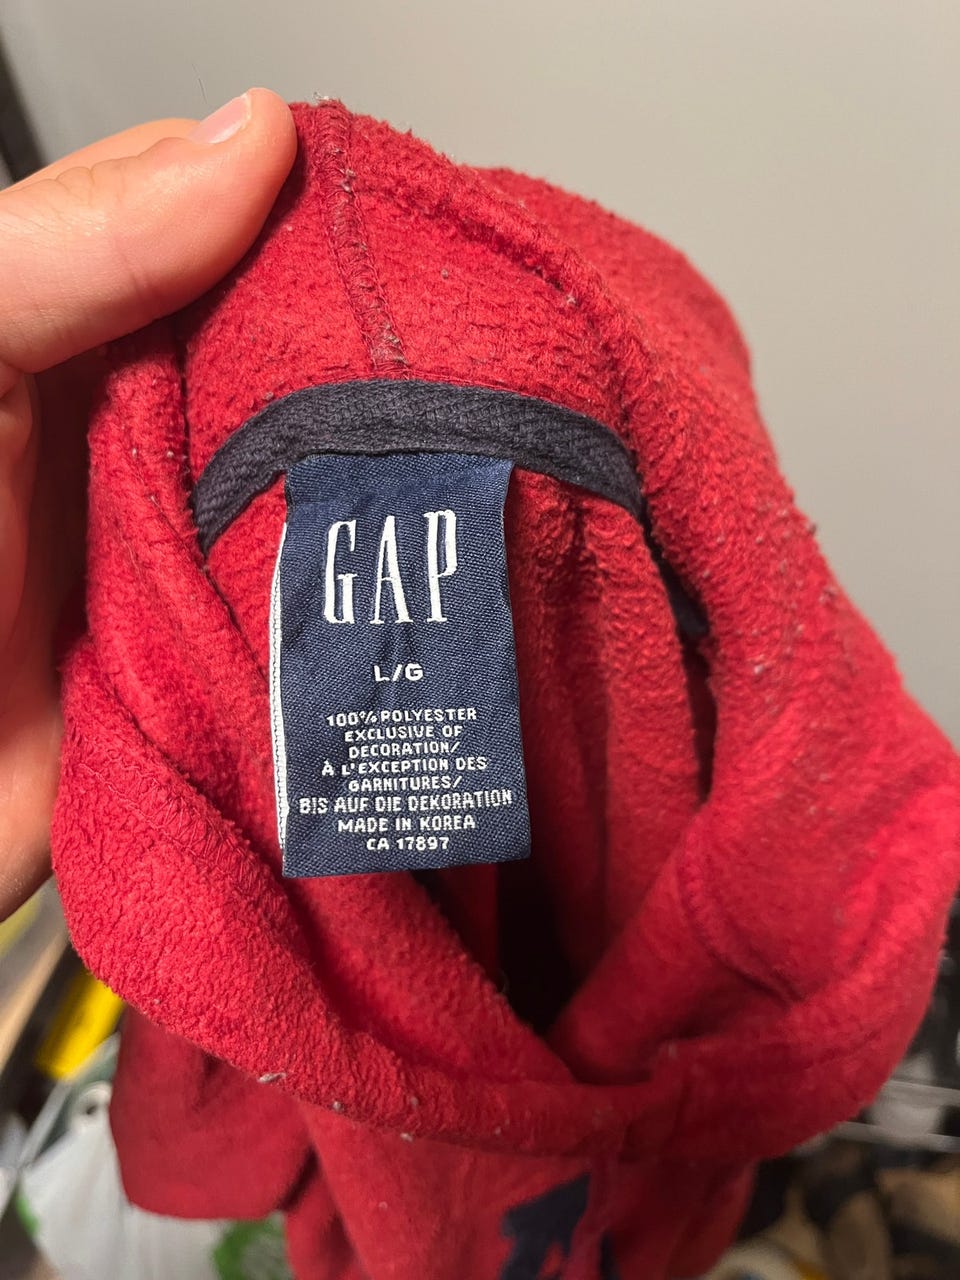 GAP
L/G
100% POLYESTER
EXCLUSIVE OF
DECORATION/
À L'EXCEPTION DES
GARNITURES/
BIS AUF DIE DEKORATION
MADE IN KOREA
CA 17897